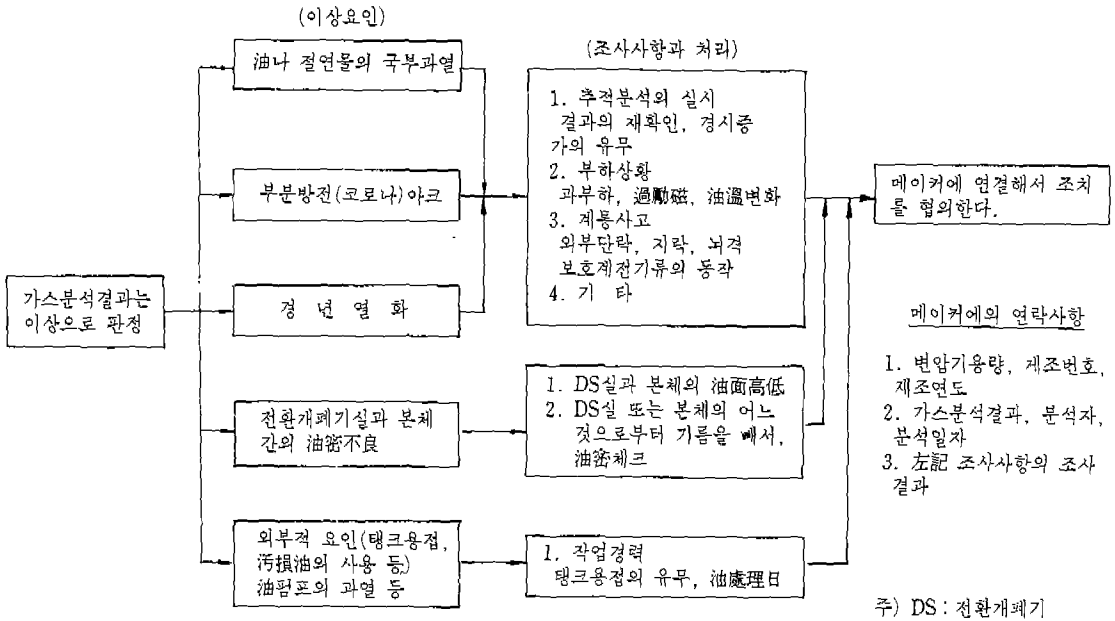 (이상요인)
油나 절연물의 국부과열
부분방전(코로나)아크
경 년 열 화
가스분석결과는
이상으로 판정
전환개폐기실과 본체
간의 油密不良
외부적 요인(탱크용접,
汚損油의 사용 등)
油펌프의 과열 등
(조사사항과 처리)
1. 추적분석의 실시
결과의 재확인, 경시증
가의 유무
2. 부하상황
과부하, 過勵磁, 油溫변화
3. 계통사고
외부단락, 지락, 뇌격
보호계전기류의 동작
4. 기 타
1. DS실과 본체의 油面高低
2. DS실 또는 본체의 어느
것으로부터 기름을 빼서,
油密체크
1. 작업경력
탱크용접의 유무, 油處理日
메이커에 연결해서 조치
를 협의한다.
메이커에의 연락사항
1. 변압기용량, 제조번호,
재조연도
2. 가스분석결과, 분석자,
분석일자
3. 左記 조사사항의 조사
결과
주) DS : 전환개폐기